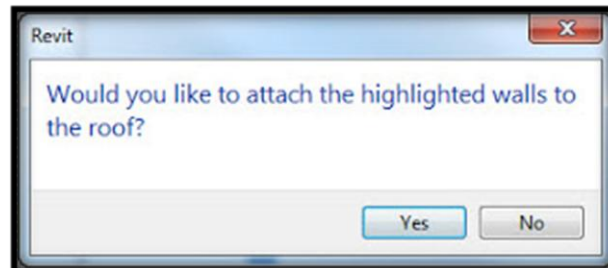 Revit
Would you like to attach the highlighted walls to
the roof?
Yes No